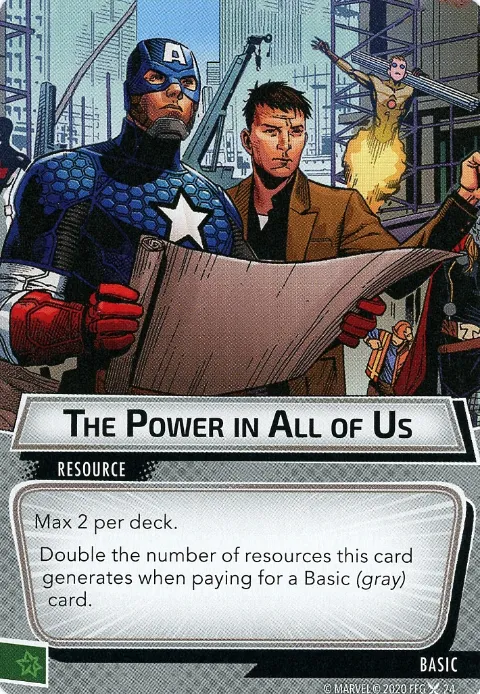 A
THE POWER IN ALL OF US
RESOURCE
Max 2 per deck.
Double the number of resources this card
generates when paying for a Basic (gray)
card.
BASIC
© MARVEL © 2020 FFG 24